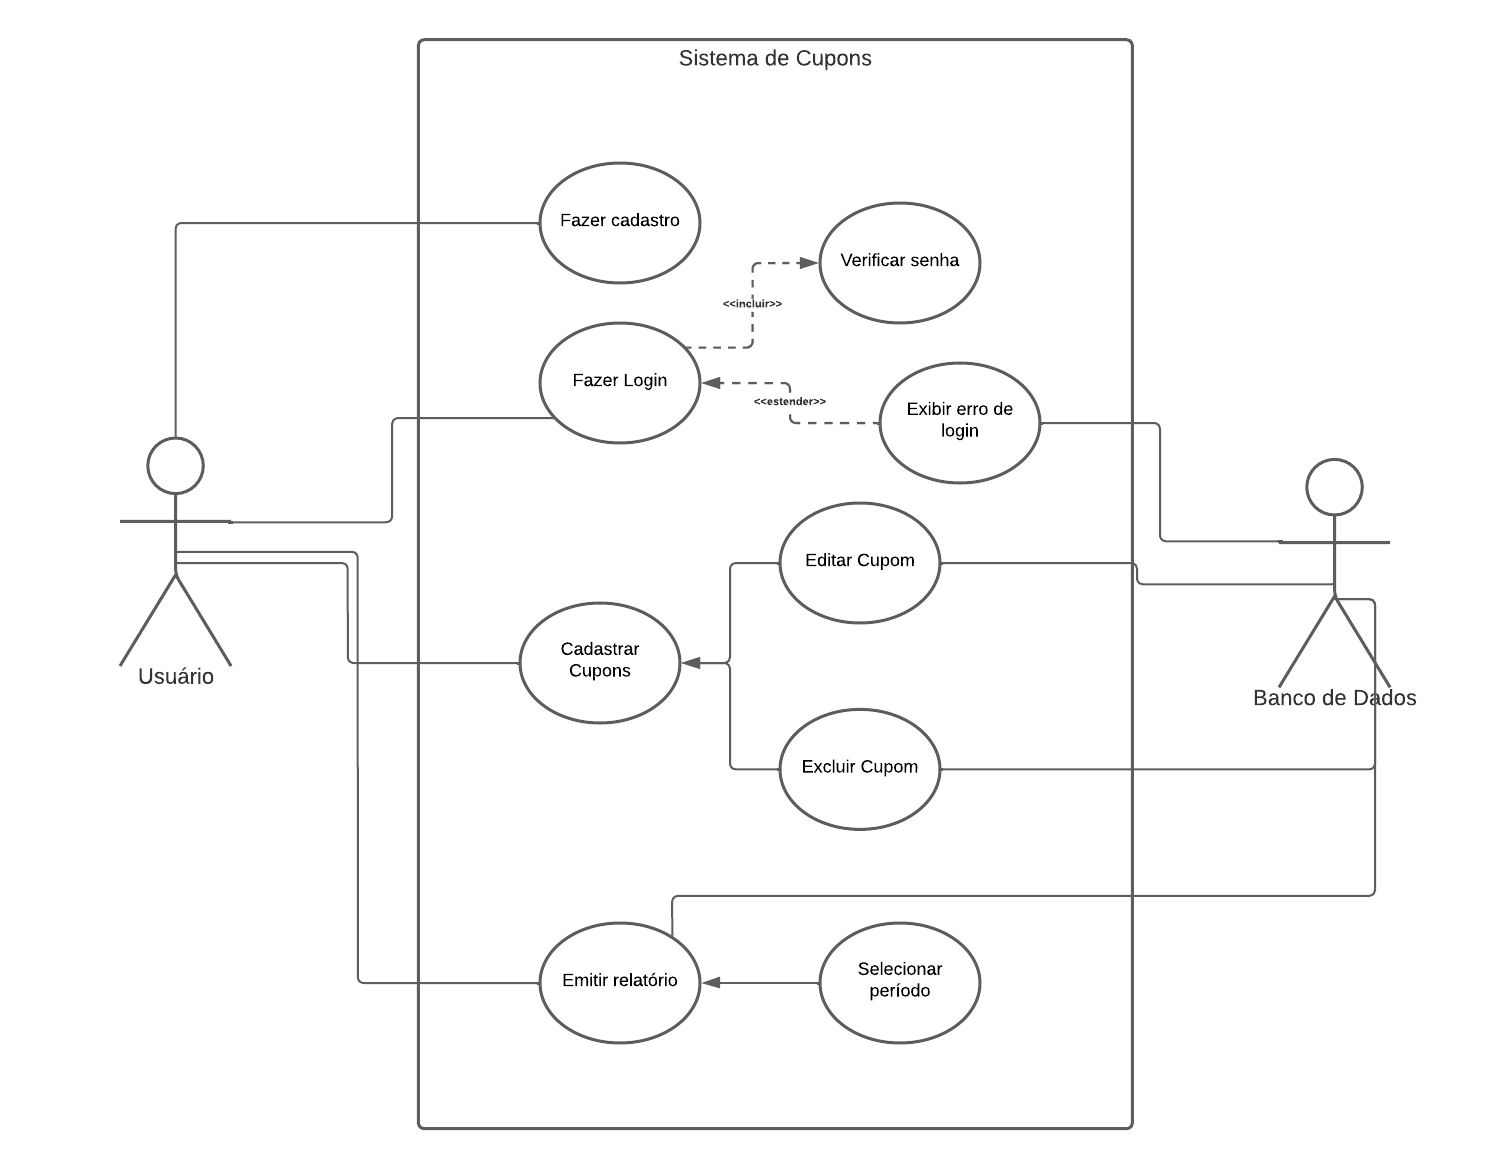 Sistema de Cupons
Fazer cadastro
Verificar senha
<<incluir>>
Fazer Login
<<estender>>
Exibir erro de
login
Editar Cupom
Cadastrar
Cupons
Usuário
Banco de Dados
Excluir Cupom
Emitir relatório
Selecionar
período